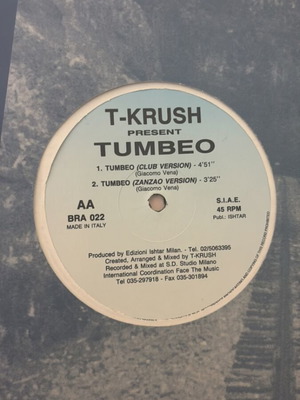 T-KRUSH
PRESENT
TUMBEO
1. TUMBEO (CLUB VERSION) - 4'51''
(Giacomo Vena)
2. TUMBEO (ZANZAO VERSION) - 3'25''
(Giacomo Vena)
AA
BRA 022
MADE IN ITALY
S.I.A.E.
45 RPM
Publ.: ISHTAR
Produced by Edizioni Ishtar Milan. - Tel. 02/5063395
Created, Arranged & Mixed by T-KRUSH
Recorded & Mixed at S.D. Studio Milano
International Coordination Face The Music
Tel 035-297918 - Fax 035-001894